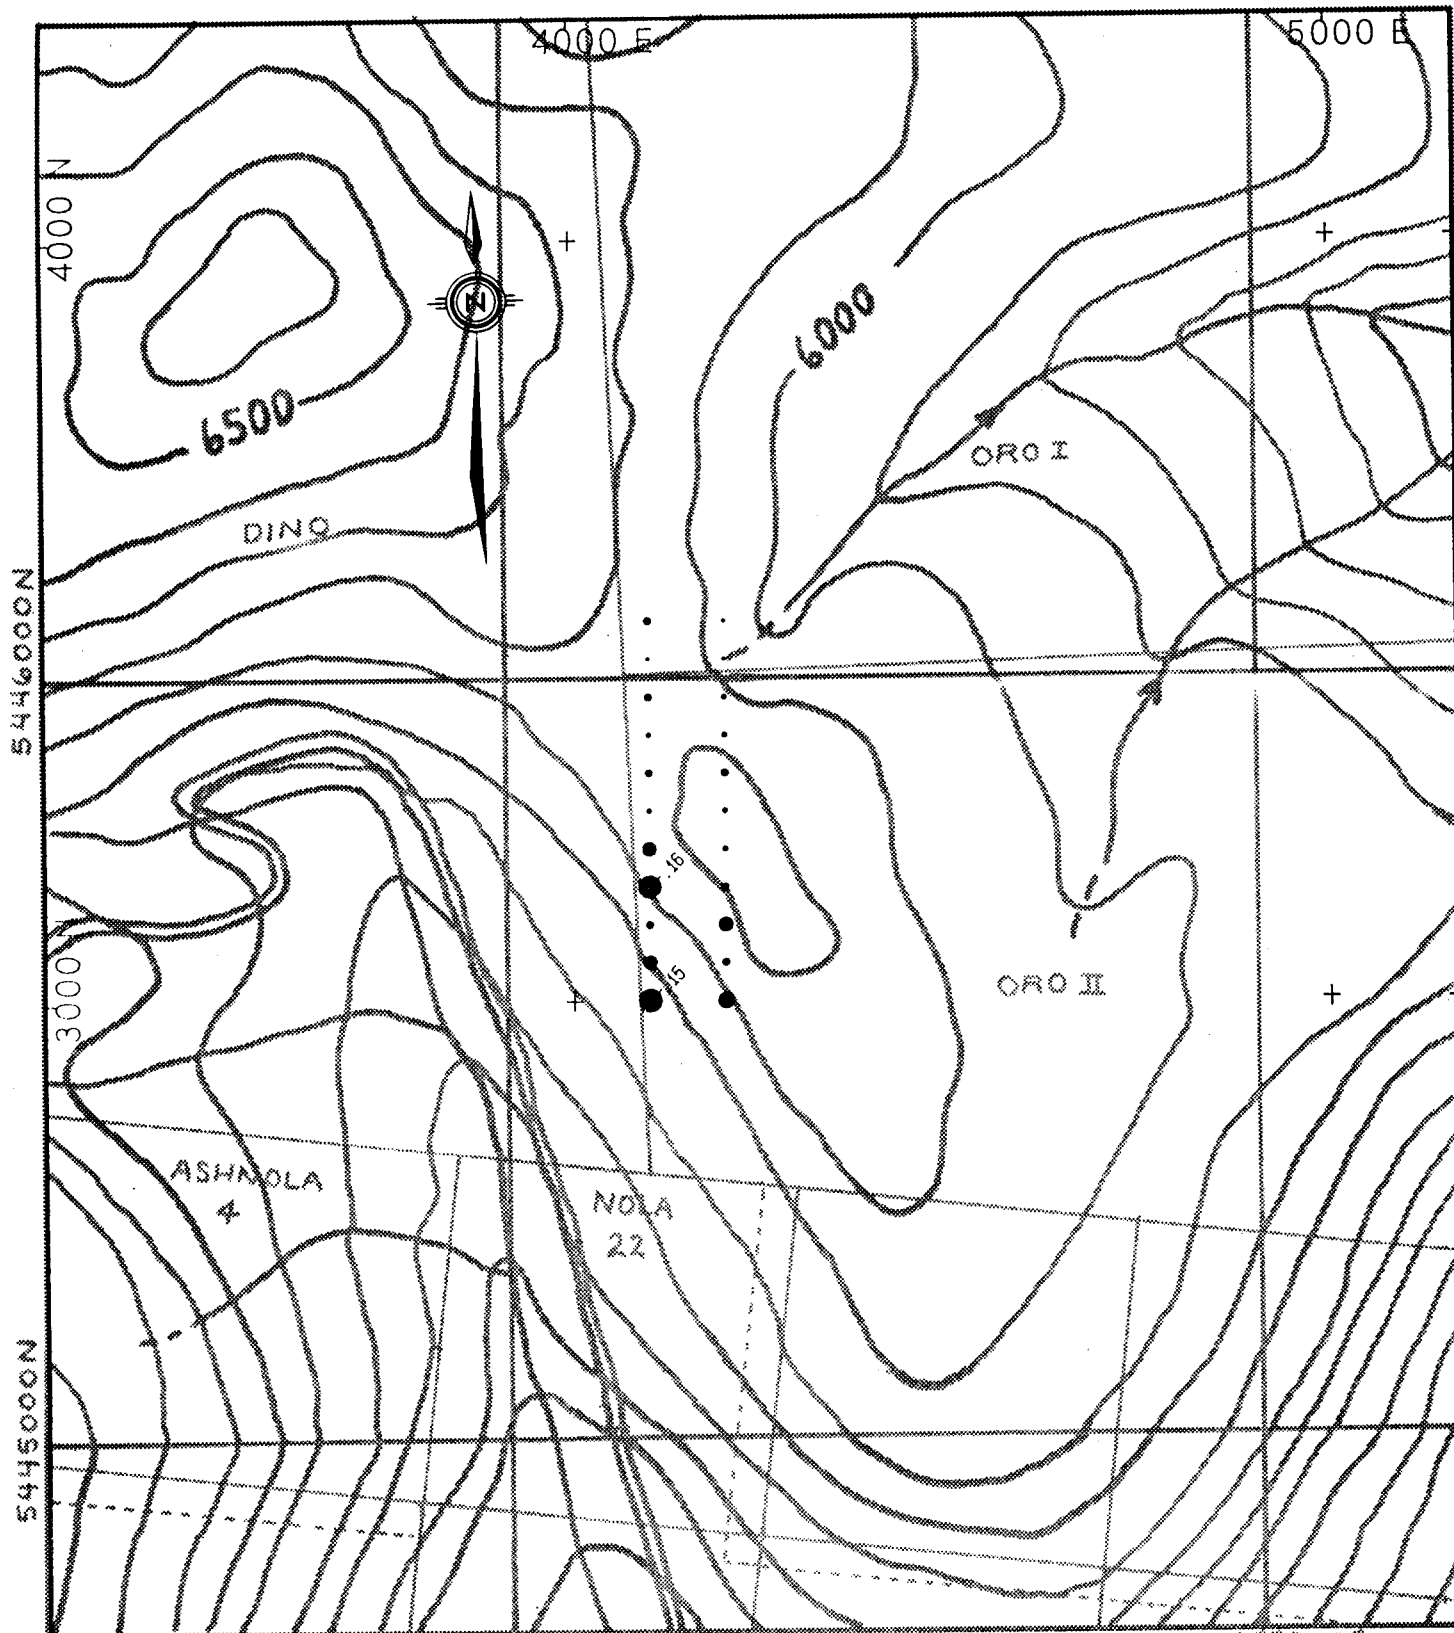 4000 E
5000 E
4000 N
6000
6500
N
ORO I
DINO
5446000N
.16
.15
3000 N
ORO II
ASHNOLA
4
NOLA
22
5445000N